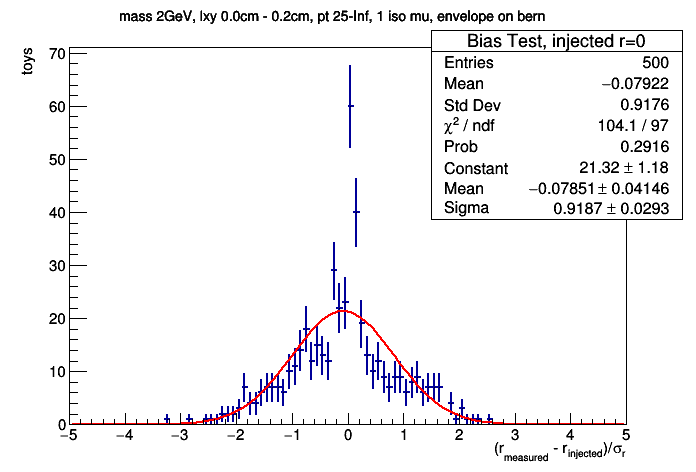 mass 2GeV, lxy 0.0cm - 0.2cm, pt 25-Inf, 1 iso mu, envelope on bern
Bias Test, injected r=0
Entries 500
Mean −0.07922
Std Dev 0.9176
χ² / ndf 104.1 / 97
Prob 0.2916
Constant 21.32 ± 1.18
Mean −0.07851 ± 0.04146
Sigma 0.9187 ± 0.0293
toys
70
60
50
40
30
20
10
0
−5 −4 −3 −2 −1 0 1 2 3 4 5
(r_measured - r_injected)/σ_r